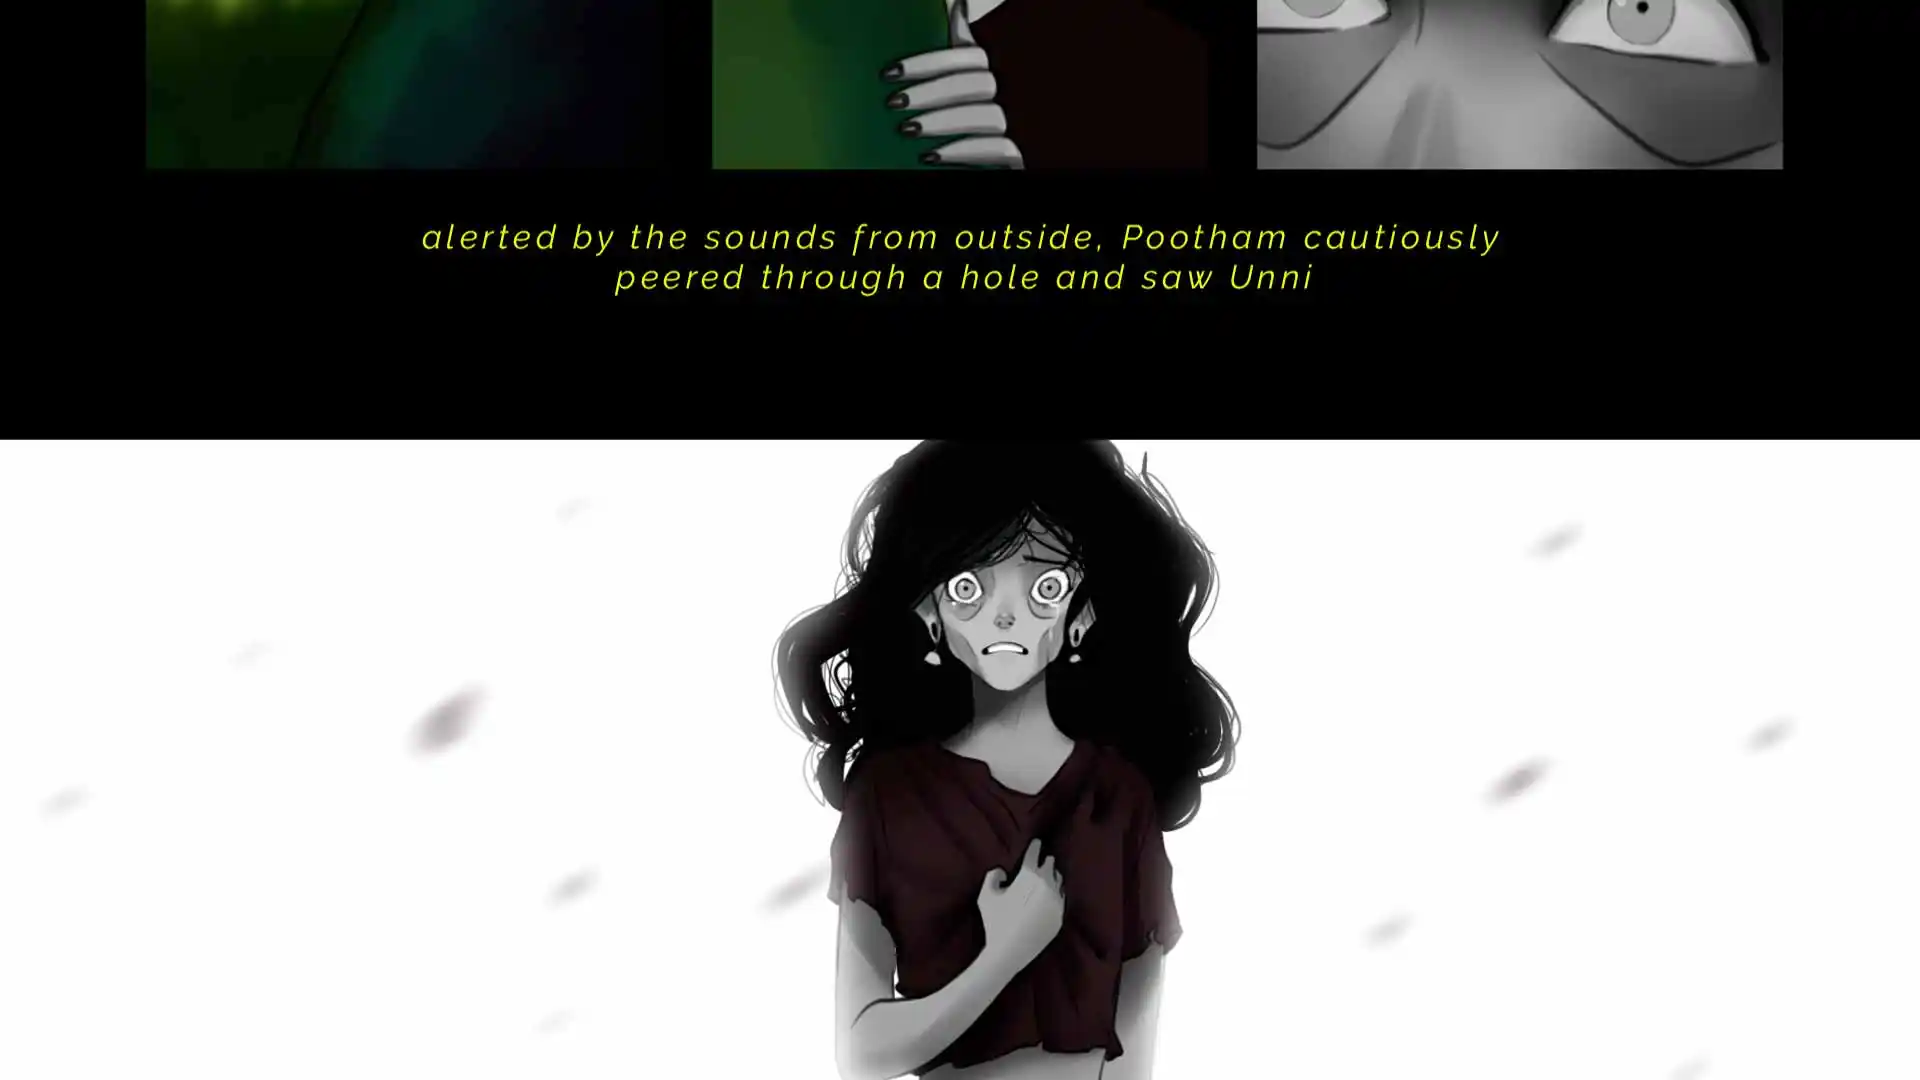 alerted by the sounds from outside, Pootham cautiously
peered through a hole and saw Unni